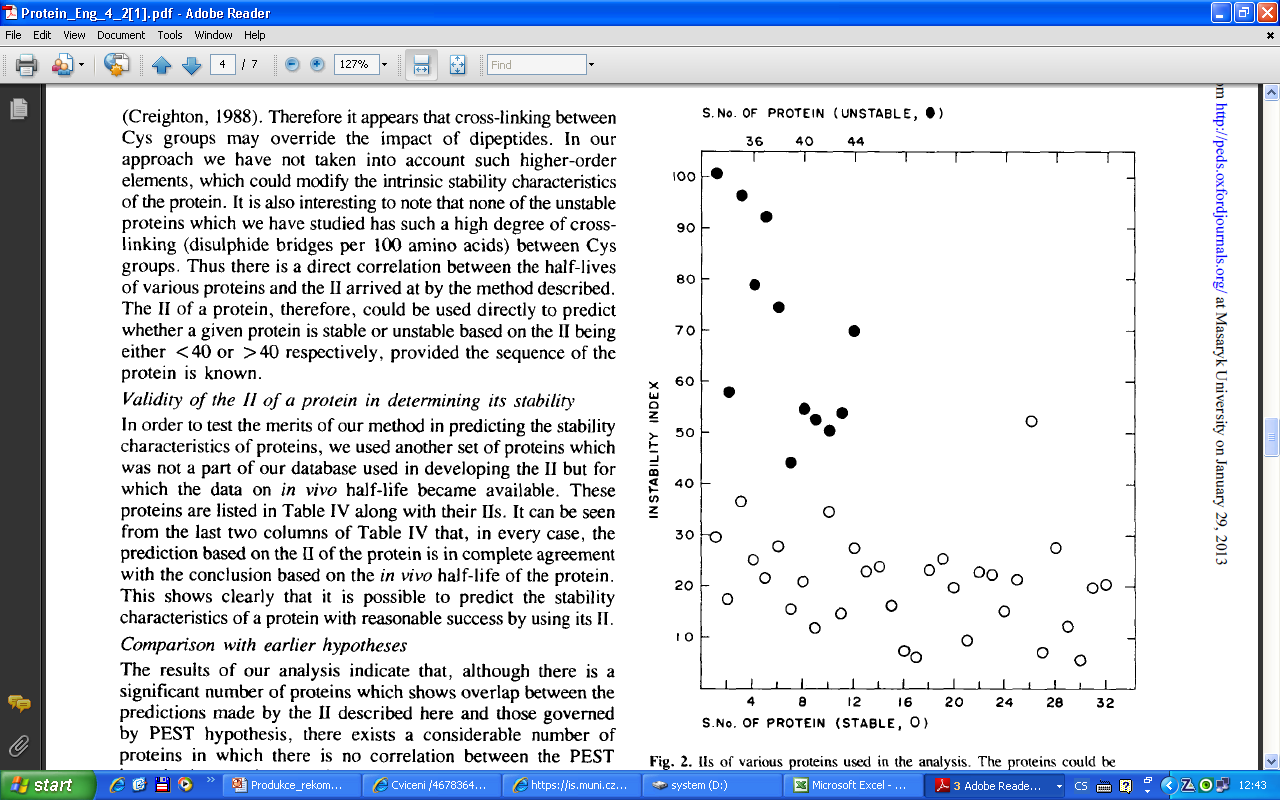 Protein_Eng_4_2[1].pdf - Adobe Reader
File Edit View Document Tools Window Help
4 / 7 127% Find
(Creighton, 1988). Therefore it appears that cross-linking between
Cys groups may override the impact of dipeptides. In our
approach we have not taken into account such higher-order
elements, which could modify the intrinsic stability characteristics
of the protein. It is also interesting to note that none of the unstable
proteins which we have studied has such a high degree of cross-
linking (disulphide bridges per 100 amino acids) between Cys
groups. Thus there is a direct correlation between the half-lives
of various proteins and the II arrived at by the method described.
The II of a protein, therefore, could be used directly to predict
whether a given protein is stable or unstable based on the II being
either <40 or >40 respectively, provided the sequence of the
protein is known.
Validity of the II of a protein in determining its stability
In order to test the merits of our method in predicting the stability
characteristics of proteins, we used another set of proteins which
was not a part of our database used in developing the II but for
which the data on in vivo half-life became available. These
proteins are listed in Table IV along with their IIs. It can be seen
from the last two columns of Table IV that, in every case, the
prediction based on the II of the protein is in complete agreement
with the conclusion based on the in vivo half-life of the protein.
This shows clearly that it is possible to predict the stability
characteristics of a protein with reasonable success by using its II.
Comparison with earlier hypotheses
The results of our analysis indicate that, although there is a
significant number of proteins which shows overlap between the
predictions made by the II described here and those governed
by PEST hypothesis, there exists a considerable number of
proteins in which there is no correlation between the PEST
S.No. OF PROTEIN (UNSTABLE, ●)
36 40 44
100
90
80
70
60
50
40
30
20
10
INSTABILITY INDEX
4 8 12 16 20 24 28 32
S.No. OF PROTEIN (STABLE, O)
Fig. 2. IIs of various proteins used in the analysis. The proteins could be
om http://peds.oxfordjournals.org/ at Masaryk University on January 29, 2013
start
Produkce_rekom...
Cviceni /4678364...
https://is.muni.cz...
system (D:)
Microsoft Excel - ...
3 Adobe Reade...
CS
12:43